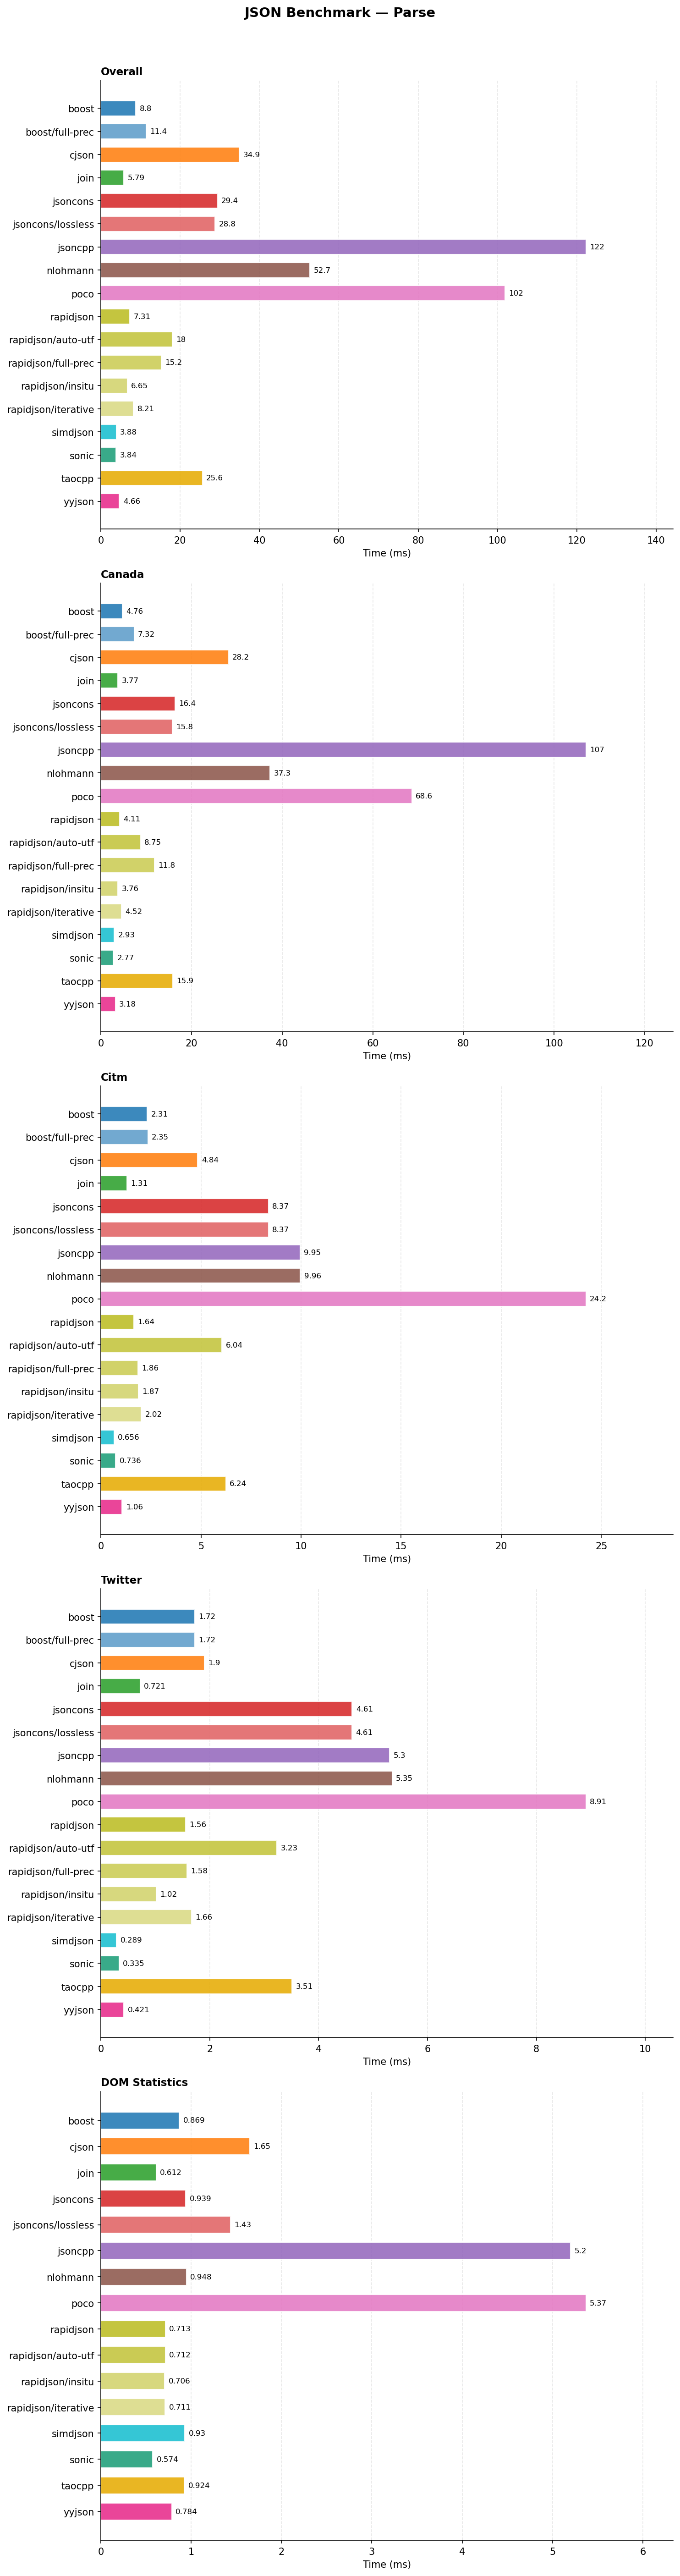 JSON Benchmark — Parse
Overall
boost 8.8
boost/full-prec 11.4
cjson 34.9
join 5.79
jsoncons 29.4
jsoncons/lossless 28.8
jsoncpp 122
nlohmann 52.7
poco 102
rapidjson 7.31
rapidjson/auto-utf 18
rapidjson/full-prec 15.2
rapidjson/insitu 6.65
rapidjson/iterative 8.21
simdjson 3.88
sonic 3.84
taocpp 25.6
yyjson 4.66
0 20 40 60 80 100 120 140
Time (ms)
Canada
boost 4.76
boost/full-prec 7.32
cjson 28.2
join 3.77
jsoncons 16.4
jsoncons/lossless 15.8
jsoncpp 107
nlohmann 37.3
poco 68.6
rapidjson 4.11
rapidjson/auto-utf 8.75
rapidjson/full-prec 11.8
rapidjson/insitu 3.76
rapidjson/iterative 4.52
simdjson 2.93
sonic 2.77
taocpp 15.9
yyjson 3.18
0 20 40 60 80 100 120
Time (ms)
Citm
boost 2.31
boost/full-prec 2.35
cjson 4.84
join 1.31
jsoncons 8.37
jsoncons/lossless 8.37
jsoncpp 9.95
nlohmann 9.96
poco 24.2
rapidjson 1.64
rapidjson/auto-utf 6.04
rapidjson/full-prec 1.86
rapidjson/insitu 1.87
rapidjson/iterative 2.02
simdjson 0.656
sonic 0.736
taocpp 6.24
yyjson 1.06
0 5 10 15 20 25
Time (ms)
Twitter
boost 1.72
boost/full-prec 1.72
cjson 1.9
join 0.721
jsoncons 4.61
jsoncons/lossless 4.61
jsoncpp 5.3
nlohmann 5.35
poco 8.91
rapidjson 1.56
rapidjson/auto-utf 3.23
rapidjson/full-prec 1.58
rapidjson/insitu 1.02
rapidjson/iterative 1.66
simdjson 0.289
sonic 0.335
taocpp 3.51
yyjson 0.421
0 2 4 6 8 10
Time (ms)
DOM Statistics
boost 0.869
cjson 1.65
join 0.612
jsoncons 0.939
jsoncons/lossless 1.43
jsoncpp 5.2
nlohmann 0.948
poco 5.37
rapidjson 0.713
rapidjson/auto-utf 0.712
rapidjson/insitu 0.706
rapidjson/iterative 0.711
simdjson 0.93
sonic 0.574
taocpp 0.924
yyjson 0.784
0 1 2 3 4 5 6
Time (ms)